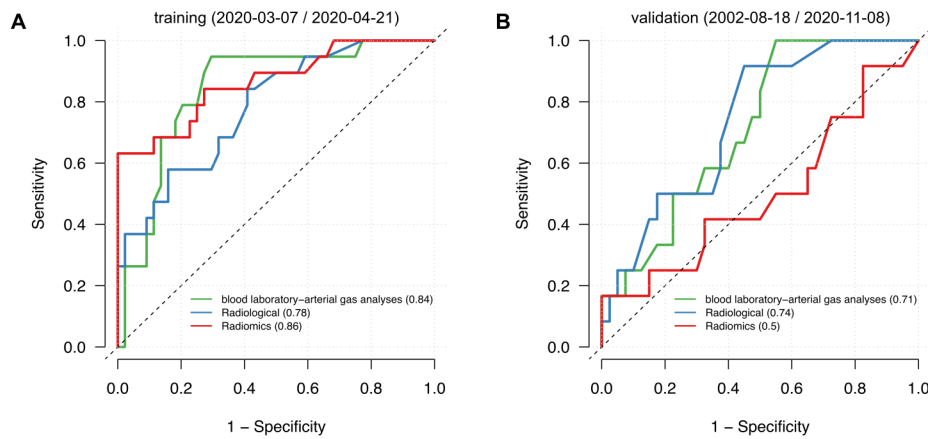 A
training (2020-03-07 / 2020-04-21)
Sensitivity
1.0
0.8
0.6
0.4
0.2
0.0
blood laboratory−arterial gas analyses (0.84)
Radiological (0.78)
Radiomics (0.86)
0.0 0.2 0.4 0.6 0.8 1.0
1 − Specificity
B
validation (2002-08-18 / 2020-11-08)
Sensitivity
1.0
0.8
0.6
0.4
0.2
0.0
blood laboratory−arterial gas analyses (0.71)
Radiological (0.74)
Radiomics (0.5)
0.0 0.2 0.4 0.6 0.8 1.0
1 − Specificity